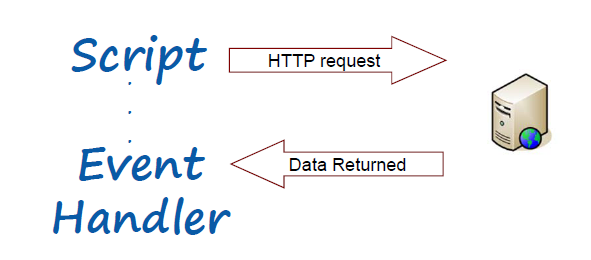 Script
HTTP request
Event
Handler
Data Returned